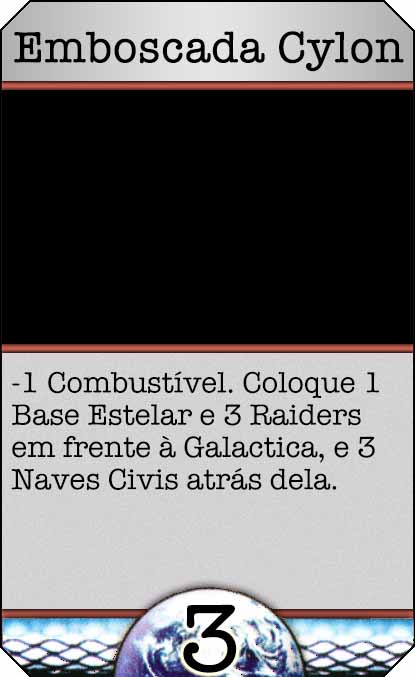 Emboscada Cylon
-1 Combustível. Coloque 1
Base Estelar e 3 Raiders
em frente à Galactica, e 3
Naves Civis atrás dela.
3